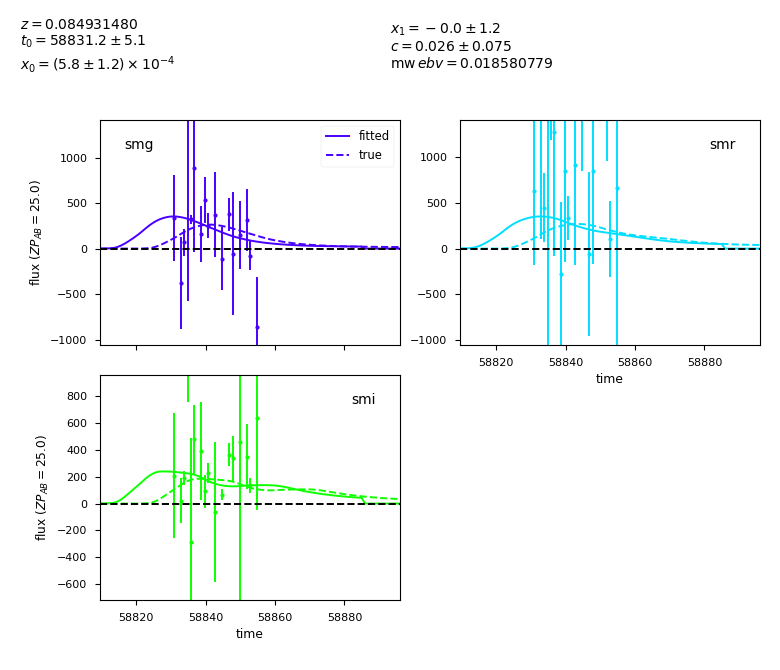 z = 0.084931480
t₀ = 58831.2 ± 5.1
x₀ = (5.8 ± 1.2) × 10⁻⁴
x₁ = −0.0 ± 1.2
c = 0.026 ± 0.075
mw ebv = 0.018580779
smg
fitted
true
1000
500
0
−500
−1000
flux (ZP_AB = 25.0)
smr
1000
500
0
−500
−1000
58820 58840 58860 58880
time
smi
800
600
400
200
0
−200
−400
−600
flux (ZP_AB = 25.0)
58820 58840 58860 58880
time